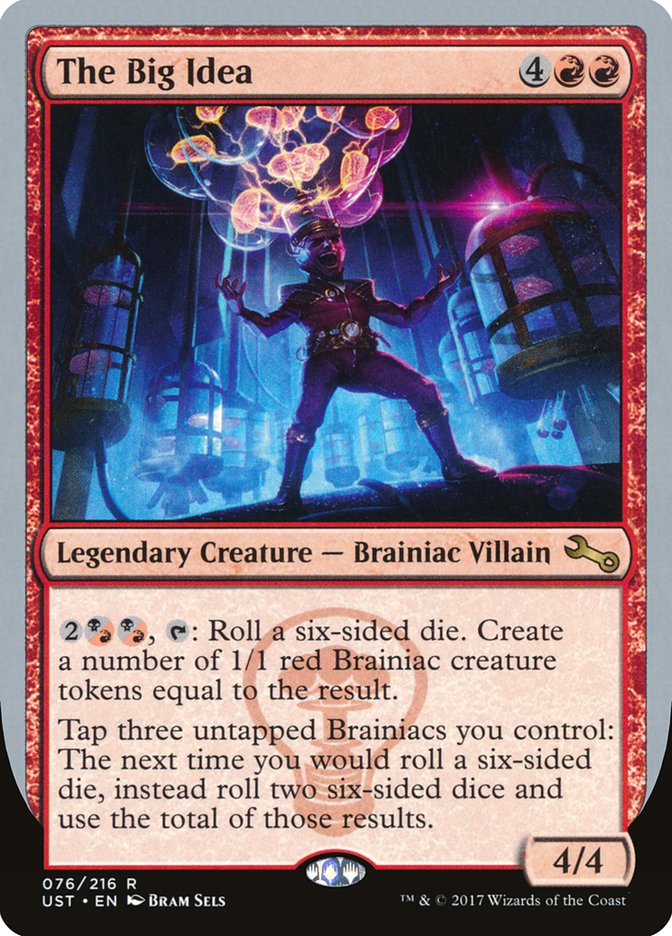 The Big Idea 4
Legendary Creature — Brainiac Villain
2, : Roll a six-sided die. Create
a number of 1/1 red Brainiac creature
tokens equal to the result.
Tap three untapped Brainiacs you control:
The next time you would roll a six-sided
die, instead roll two six-sided dice and
use the total of those results.
4/4
076/216 R
UST • EN Bram Sels
™ & © 2017 Wizards of the Coast